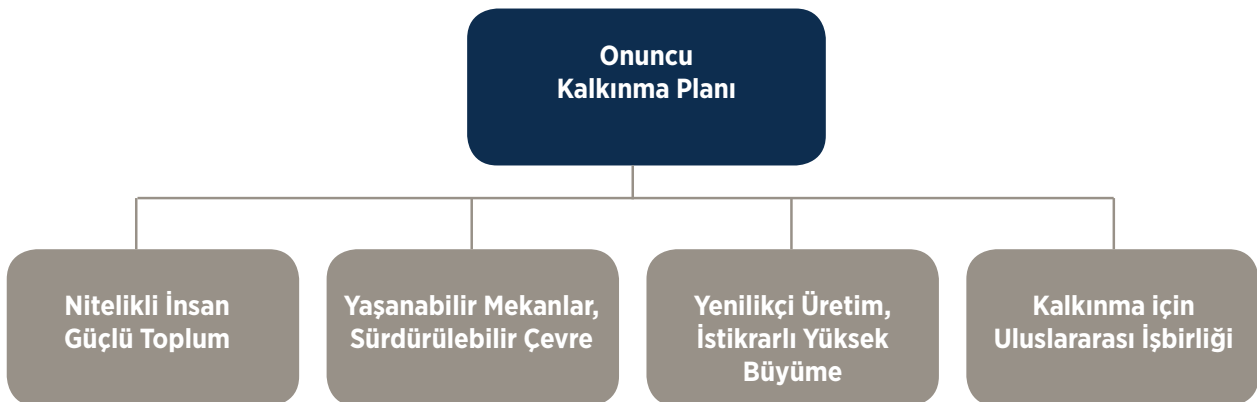 Onuncu
Kalkınma Planı
Nitelikli İnsan
Güçlü Toplum
Yaşanabilir Mekanlar,
Sürdürülebilir Çevre
Yenilikçi Üretim,
İstikrarlı Yüksek
Büyüme
Kalkınma için
Uluslararası İşbirliği